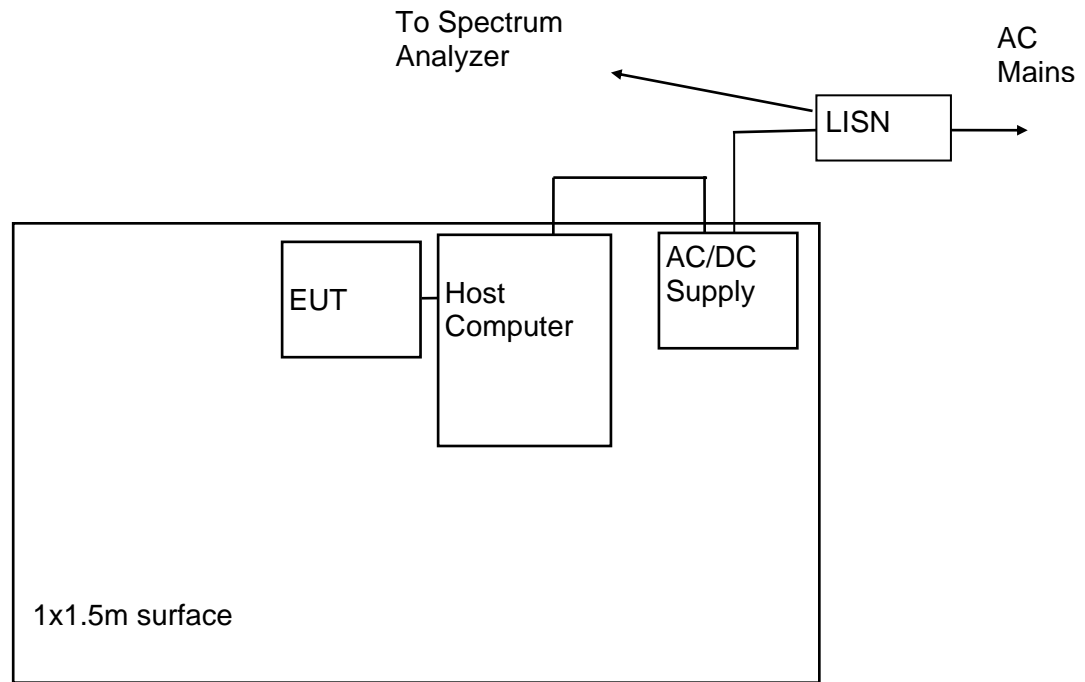 To Spectrum
Analyzer
AC
Mains
LISN
EUT
Host
Computer
AC/DC
Supply
1x1.5m surface